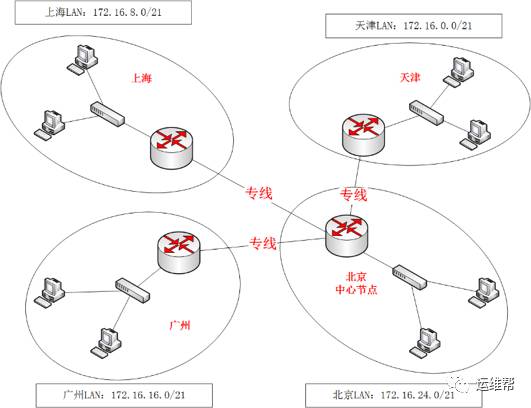 上海LAN: 172.16.8.0/21
天津LAN: 172.16.0.0/21
上海
天津
专线
专线
专线
北京
中心节点
广州
广州LAN: 172.16.16.0/21
北京LAN: 172.16.24.0/21
运维帮